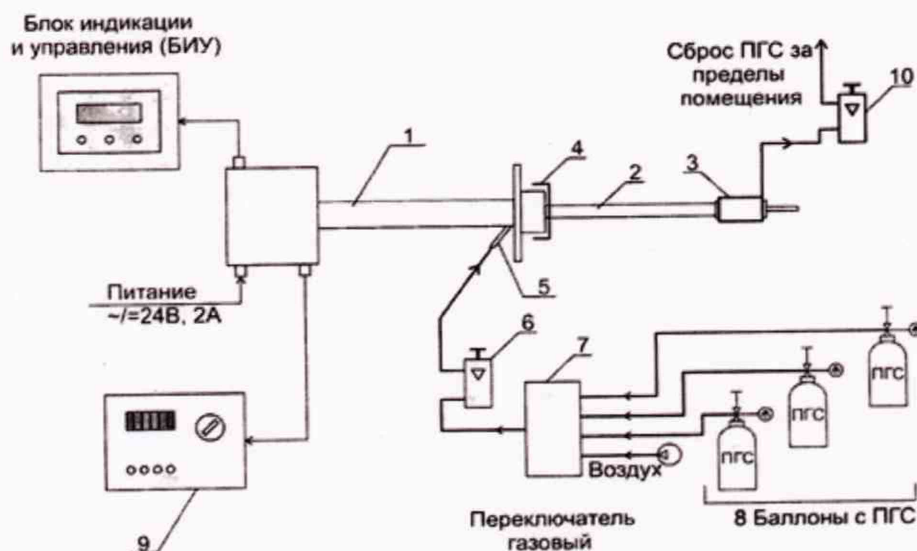 Блок индикации
и управления (БИУ)
Сброс ПГС за
пределы
помещения
10
1
4
2
3
Питание
~/=24В, 2А
5
6
7
ПГС
ПГС
ПГС
Воздух
9
Переключатель
газовый
8 Баллоны с ПГС